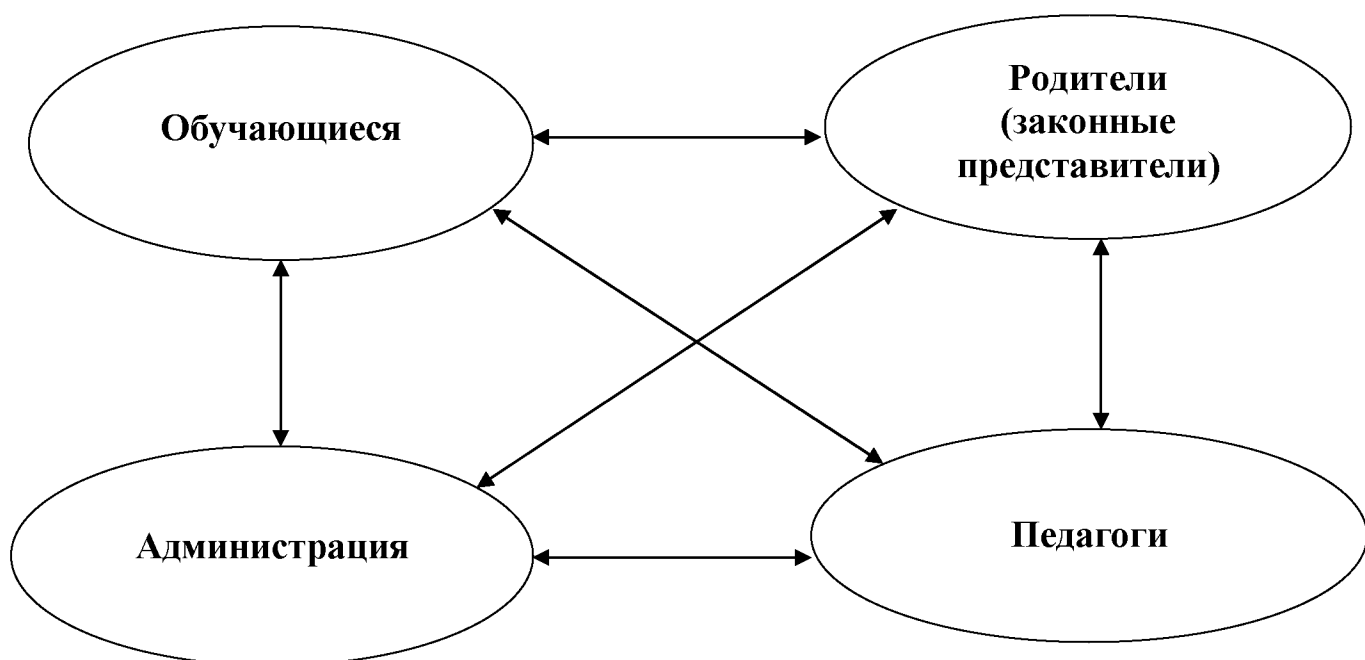 Обучающиеся
Родители
(законные
представители)
Администрация
Педагоги